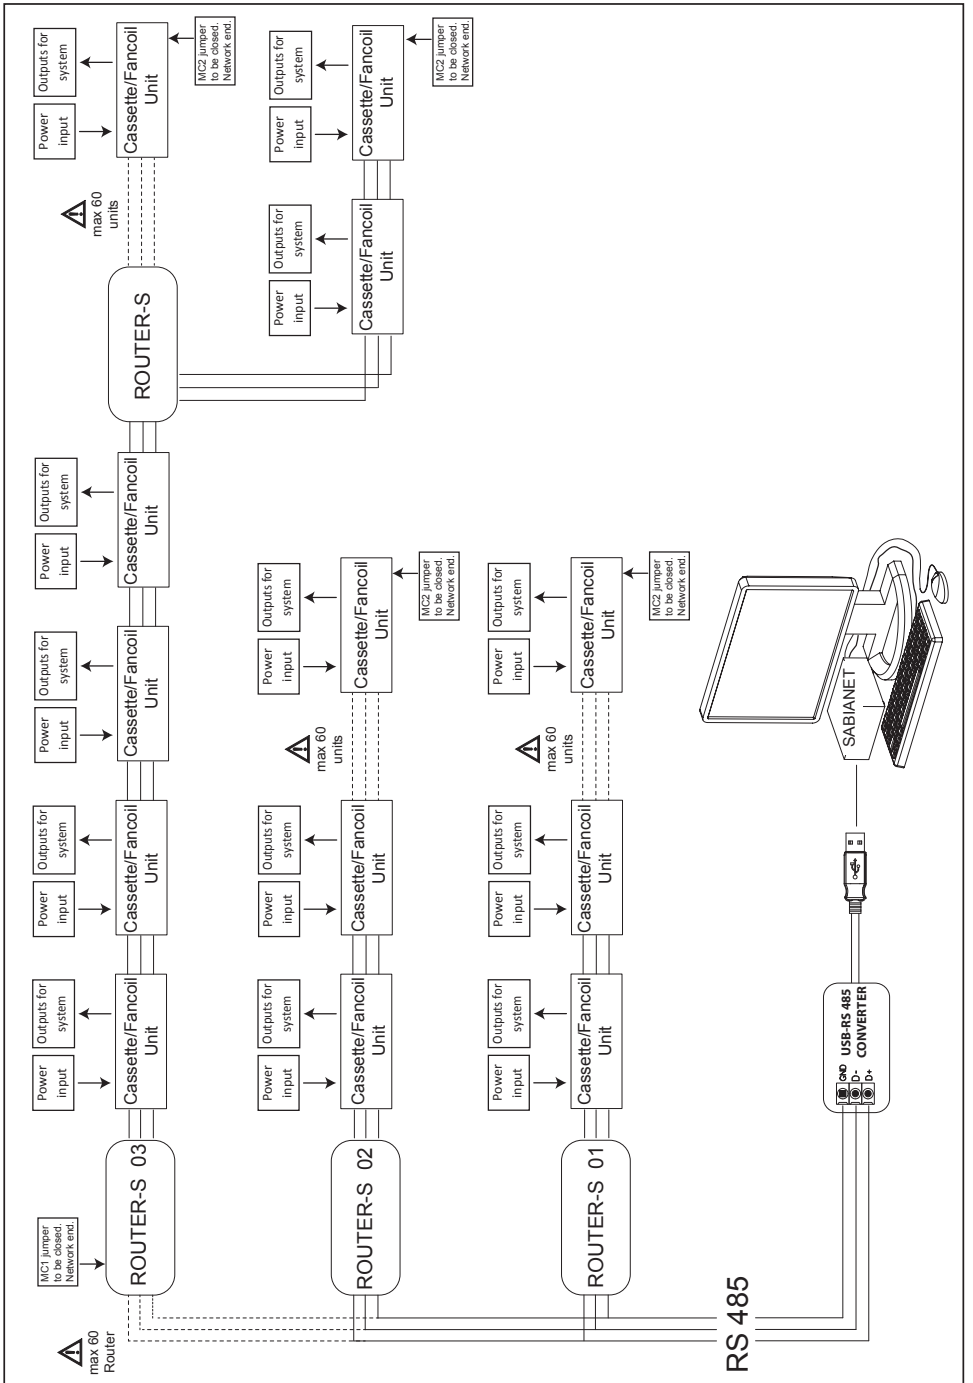 max 60
Router
MC1 jumper
to be closed.
Network end.
ROUTER-S 03
Power
input
Outputs for
system
Cassette/Fancoil
Unit
Power
input
Outputs for
system
Cassette/Fancoil
Unit
Power
input
Outputs for
system
Cassette/Fancoil
Unit
Power
input
Outputs for
system
Cassette/Fancoil
Unit
ROUTER-S
max 60
units
Power
input
Outputs for
system
Cassette/Fancoil
Unit
MC2 jumper
to be closed.
Network end.
Power
input
Outputs for
system
Cassette/Fancoil
Unit
Power
input
Outputs for
system
Cassette/Fancoil
Unit
MC2 jumper
to be closed.
Network end.
ROUTER-S 02
Power
input
Outputs for
system
Cassette/Fancoil
Unit
Power
input
Outputs for
system
Cassette/Fancoil
Unit
max 60
units
Power
input
Outputs for
system
Cassette/Fancoil
Unit
MC2 jumper
to be closed.
Network end.
ROUTER-S 01
Power
input
Outputs for
system
Cassette/Fancoil
Unit
Power
input
Outputs for
system
Cassette/Fancoil
Unit
max 60
units
Power
input
Outputs for
system
Cassette/Fancoil
Unit
MC2 jumper
to be closed.
Network end.
RS 485
GND
D-
D+
USB-RS 485
CONVERTER
SABIANET